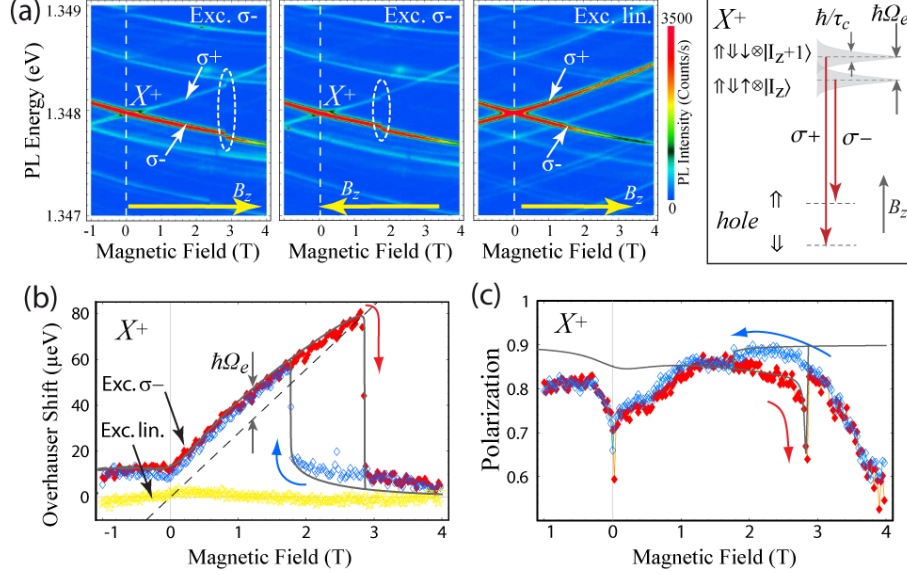 (a)
Exc. σ-
Exc. σ-
Exc. lin.
1.349
1.348
1.347
PL Energy (eV)
σ+
X+
σ-
Bz
-1 0 1 2 3 4
Magnetic Field (T)
X+
Bz
0 1 2 3 4
Magnetic Field (T)
σ+
σ-
Bz
0 1 2 3 4
Magnetic Field (T)
3500
0
PL Intensity (Counts/s)
X+
ħ/τc
ħΩe
⇑⇓↓⊗|Iz+1⟩
⇑⇓↑⊗|Iz⟩
σ+
σ−
hole
⇑
⇓
Bz
(b)
X+
80
60
40
20
10
0
Overhauser Shift (μeV)
ħΩe
Exc. σ−
Exc. lin.
-1 0 1 2 3 4
Magnetic Field (T)
(c)
X+
1
0.9
0.8
0.7
0.6
Polarization
-1 0 1 2 3 4
Magnetic Field (T)